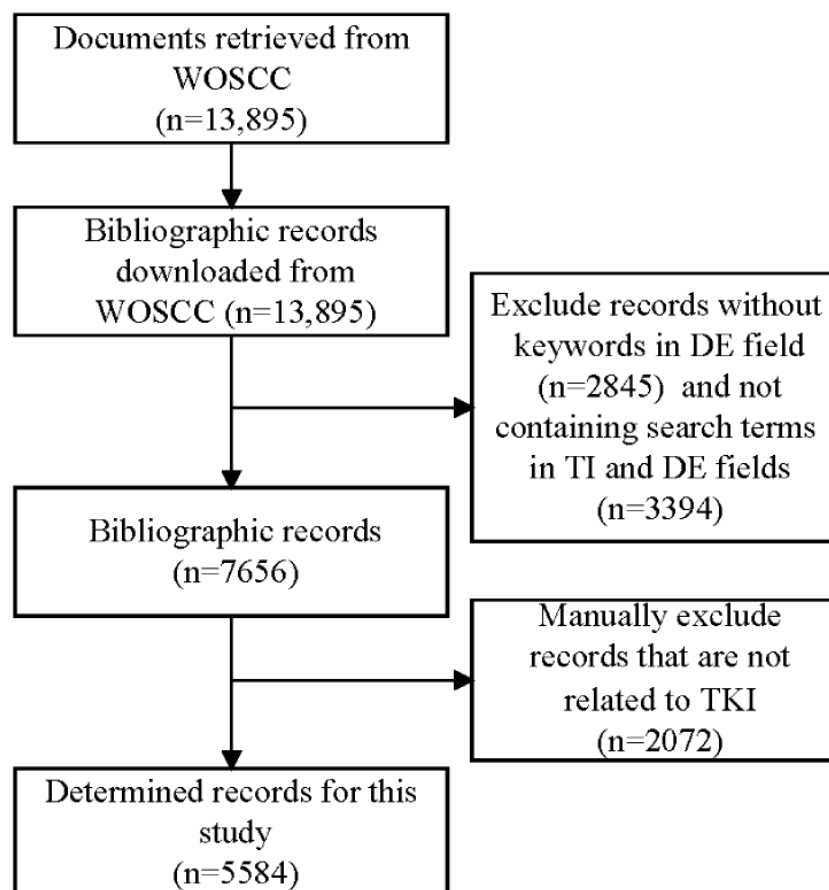 Documents retrieved from
WOSCC
(n=13,895)
Bibliographic records
downloaded from
WOSCC (n=13,895)
Exclude records without
keywords in DE field
(n=2845) and not
containing search terms
in TI and DE fields
(n=3394)
Bibliographic records
(n=7656)
Manually exclude
records that are not
related to TKI
(n=2072)
Determined records for this
study
(n=5584)